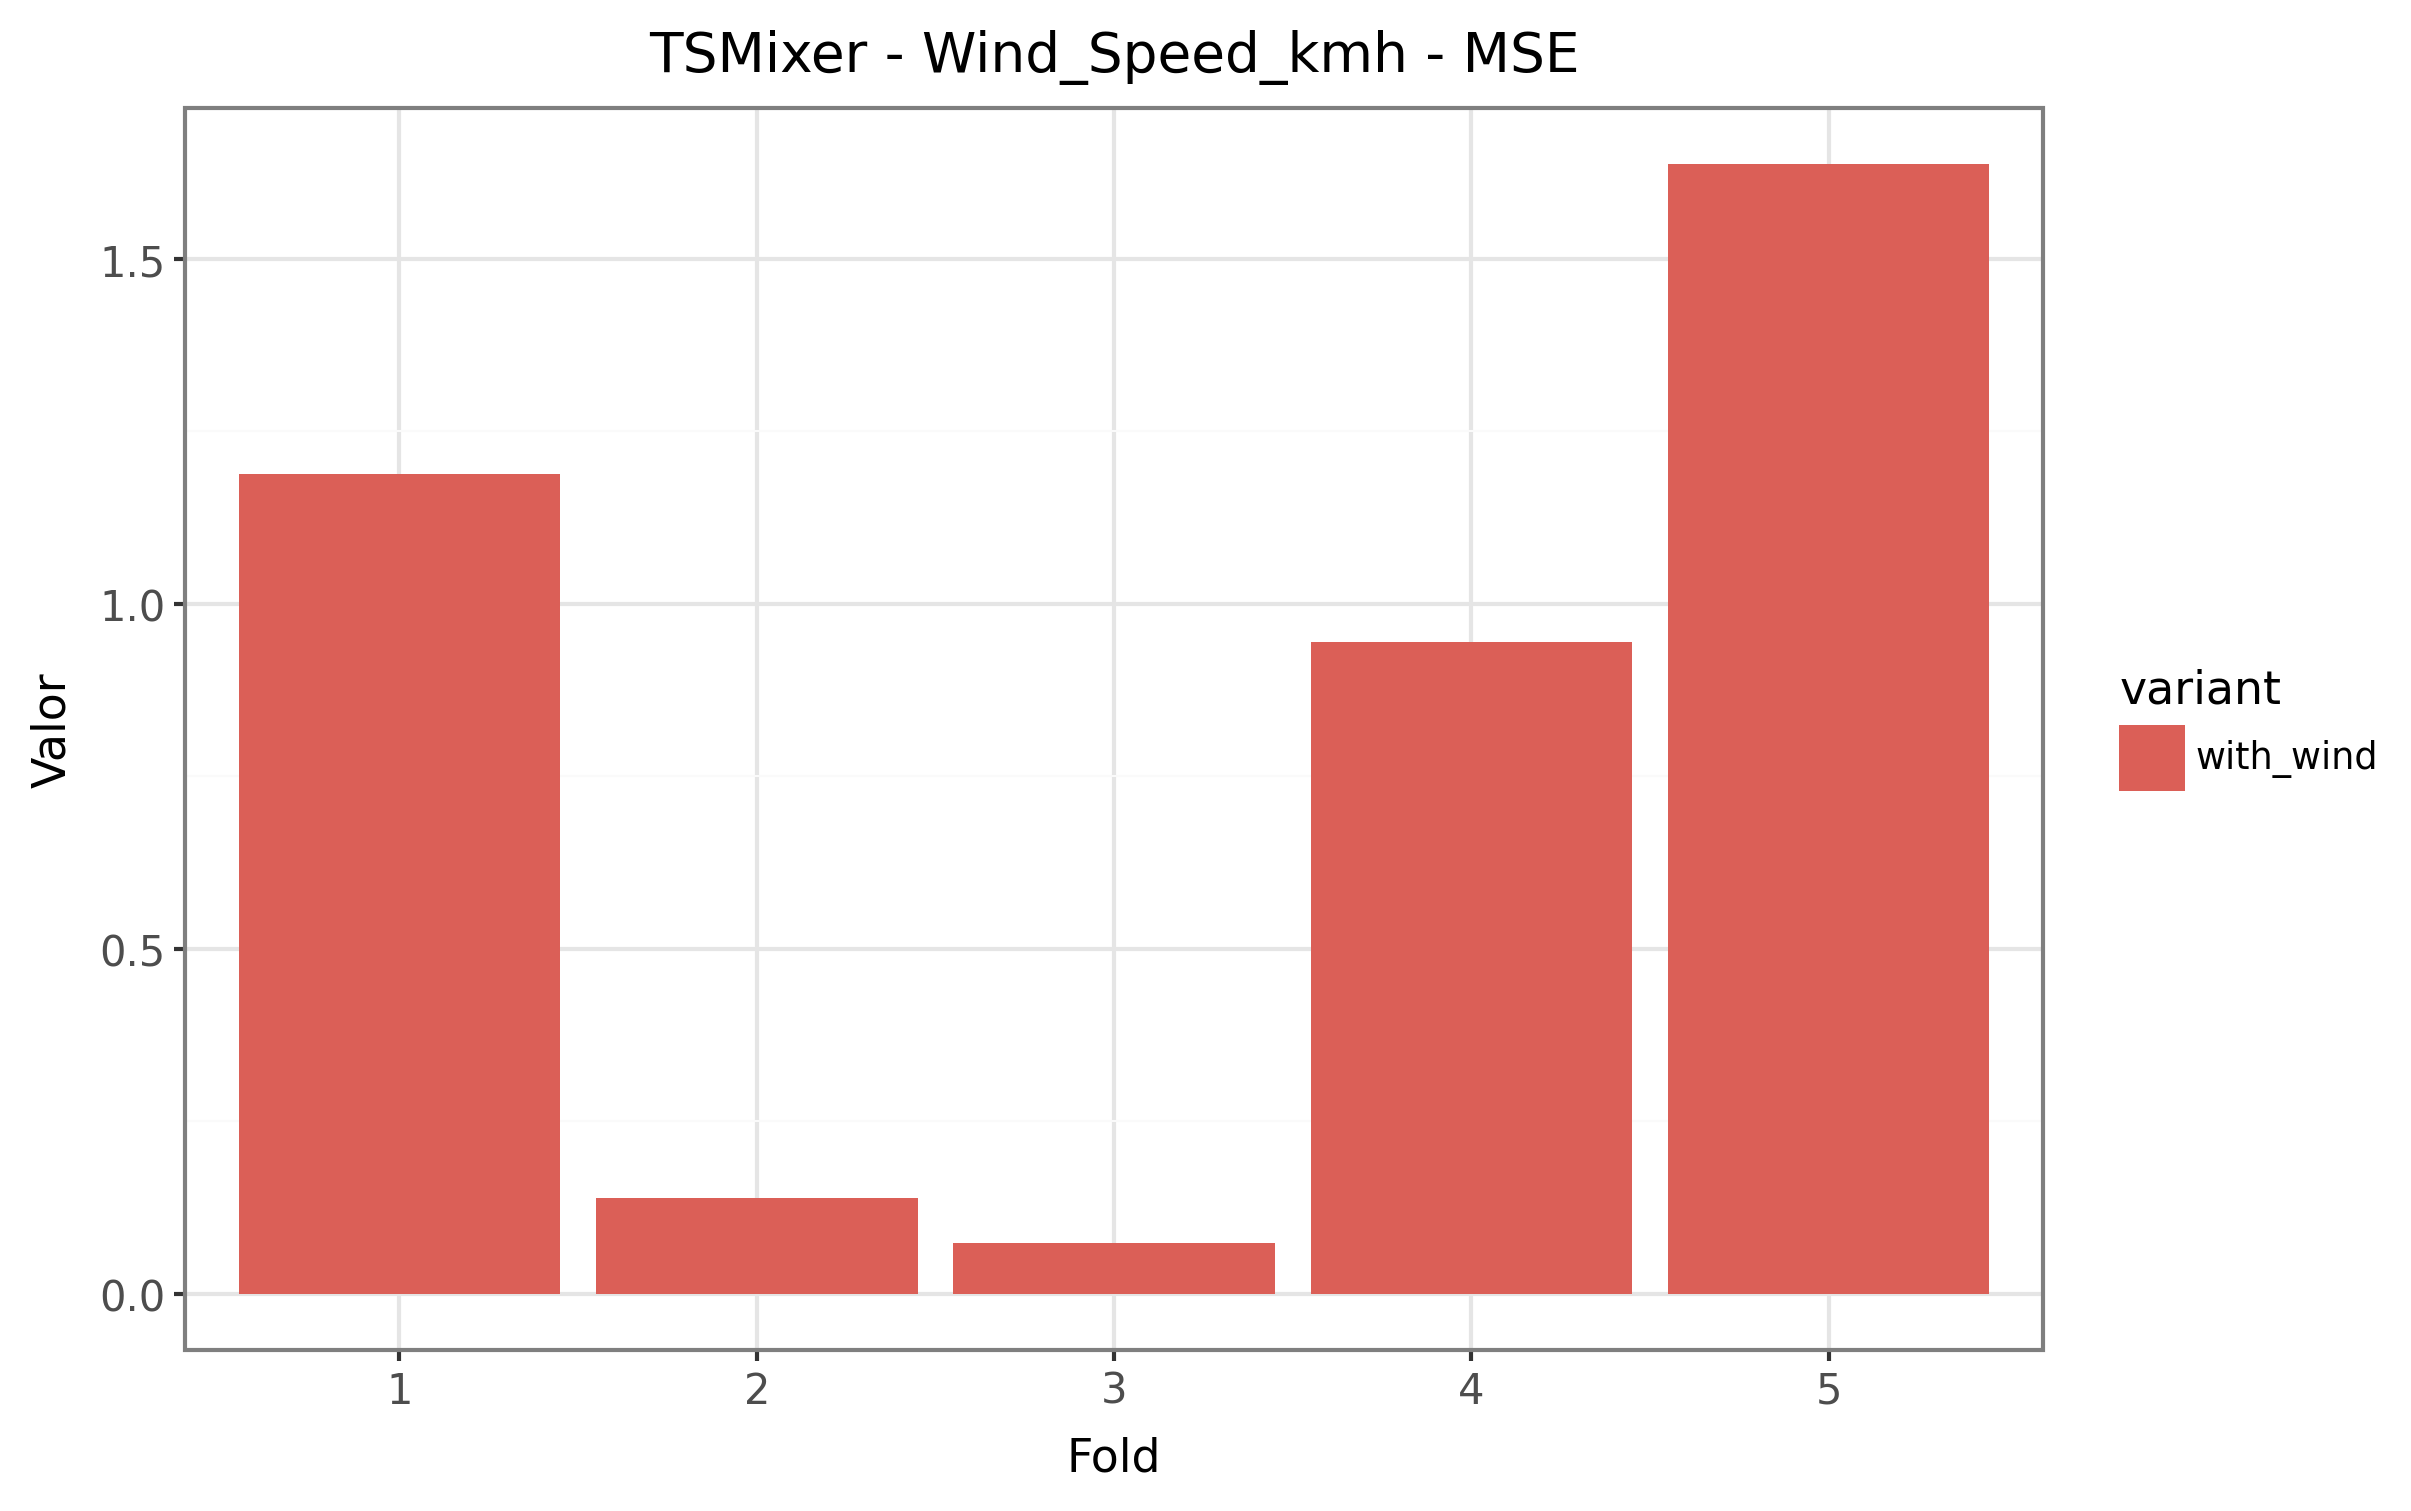 TSMixer - Wind_Speed_kmh - MSE
Valor
1.5
1.0
0.5
0.0
1 2 3 4 5
Fold
variant
with_wind